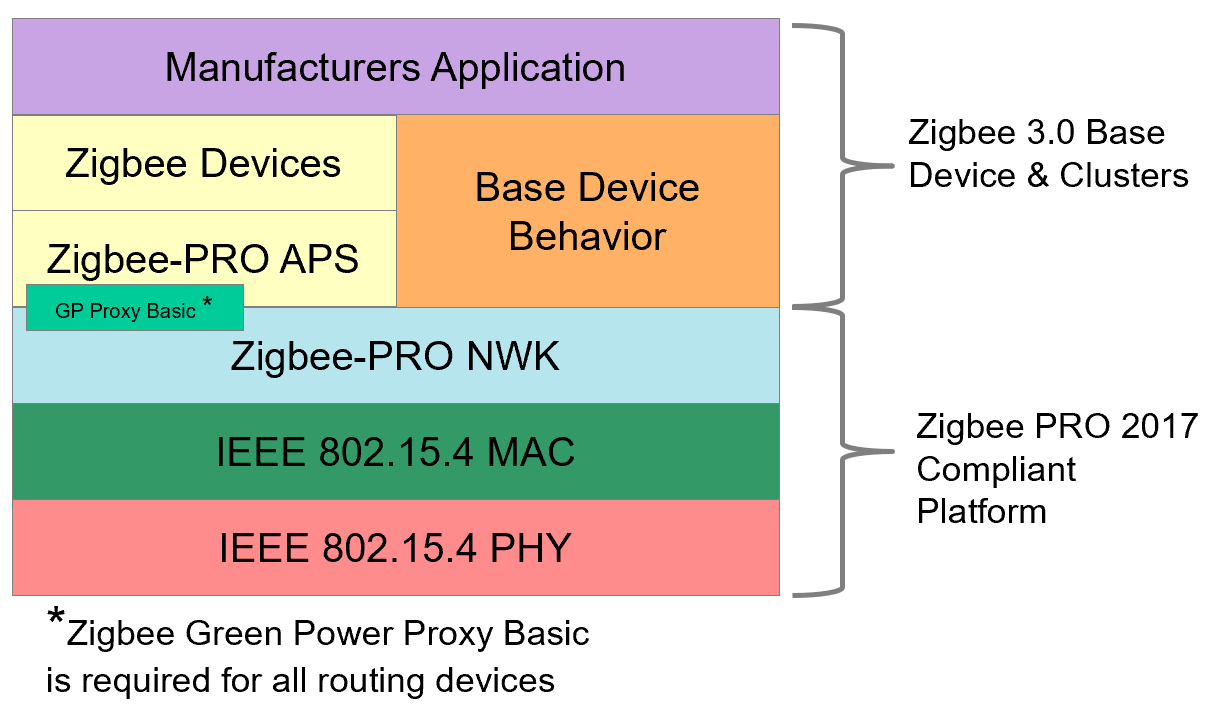 Manufacturers Application
Zigbee Devices
Base Device
Behavior
Zigbee-PRO APS
GP Proxy Basic *
Zigbee-PRO NWK
IEEE 802.15.4 MAC
IEEE 802.15.4 PHY
Zigbee 3.0 Base
Device & Clusters
Zigbee PRO 2017
Compliant
Platform
*Zigbee Green Power Proxy Basic
is required for all routing devices